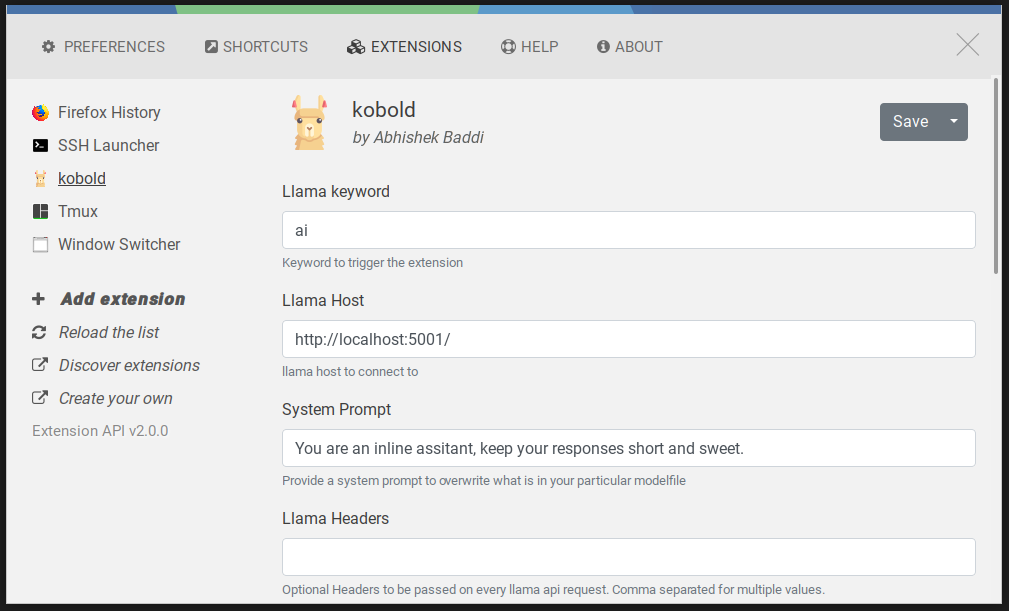 PREFERENCES SHORTCUTS EXTENSIONS HELP ABOUT
Firefox History
SSH Launcher
kobold
Tmux
Window Switcher
Add extension
Reload the list
Discover extensions
Create your own
Extension API v2.0.0
kobold
by Abhishek Baddi
Save
Llama keyword
ai
Keyword to trigger the extension
Llama Host
http://localhost:5001/
llama host to connect to
System Prompt
You are an inline assitant, keep your responses short and sweet.
Provide a system prompt to overwrite what is in your particular modelfile
Llama Headers
Optional Headers to be passed on every llama api request. Comma separated for multiple values.